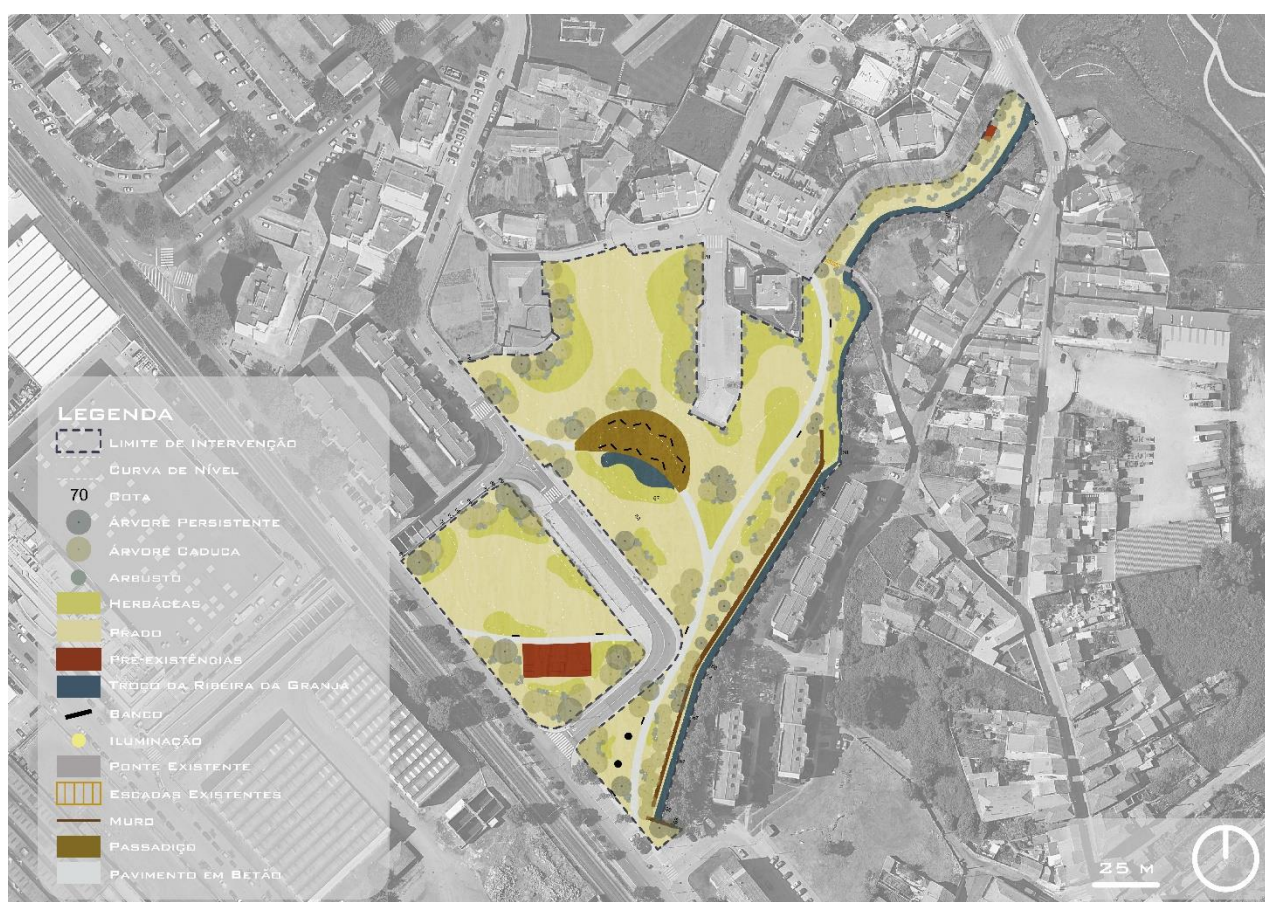 LEGENDA
LIMITE DE INTERVENÇÃO
CURVA DE NÍVEL
70 COTA
ÁRVORE PERSISTENTE
ÁRVORE CADUCA
ARBUSTO
HERBÁCEAS
PRADO
PRÉ-EXISTÊNCIAS
TROÇO DA RIBEIRA DA GRANJA
BANCO
ILUMINAÇÃO
PONTE EXISTENTE
ESCADAS EXISTENTES
MURO
PASSADIÇO
PAVIMENTO EM BETÃO
25 M